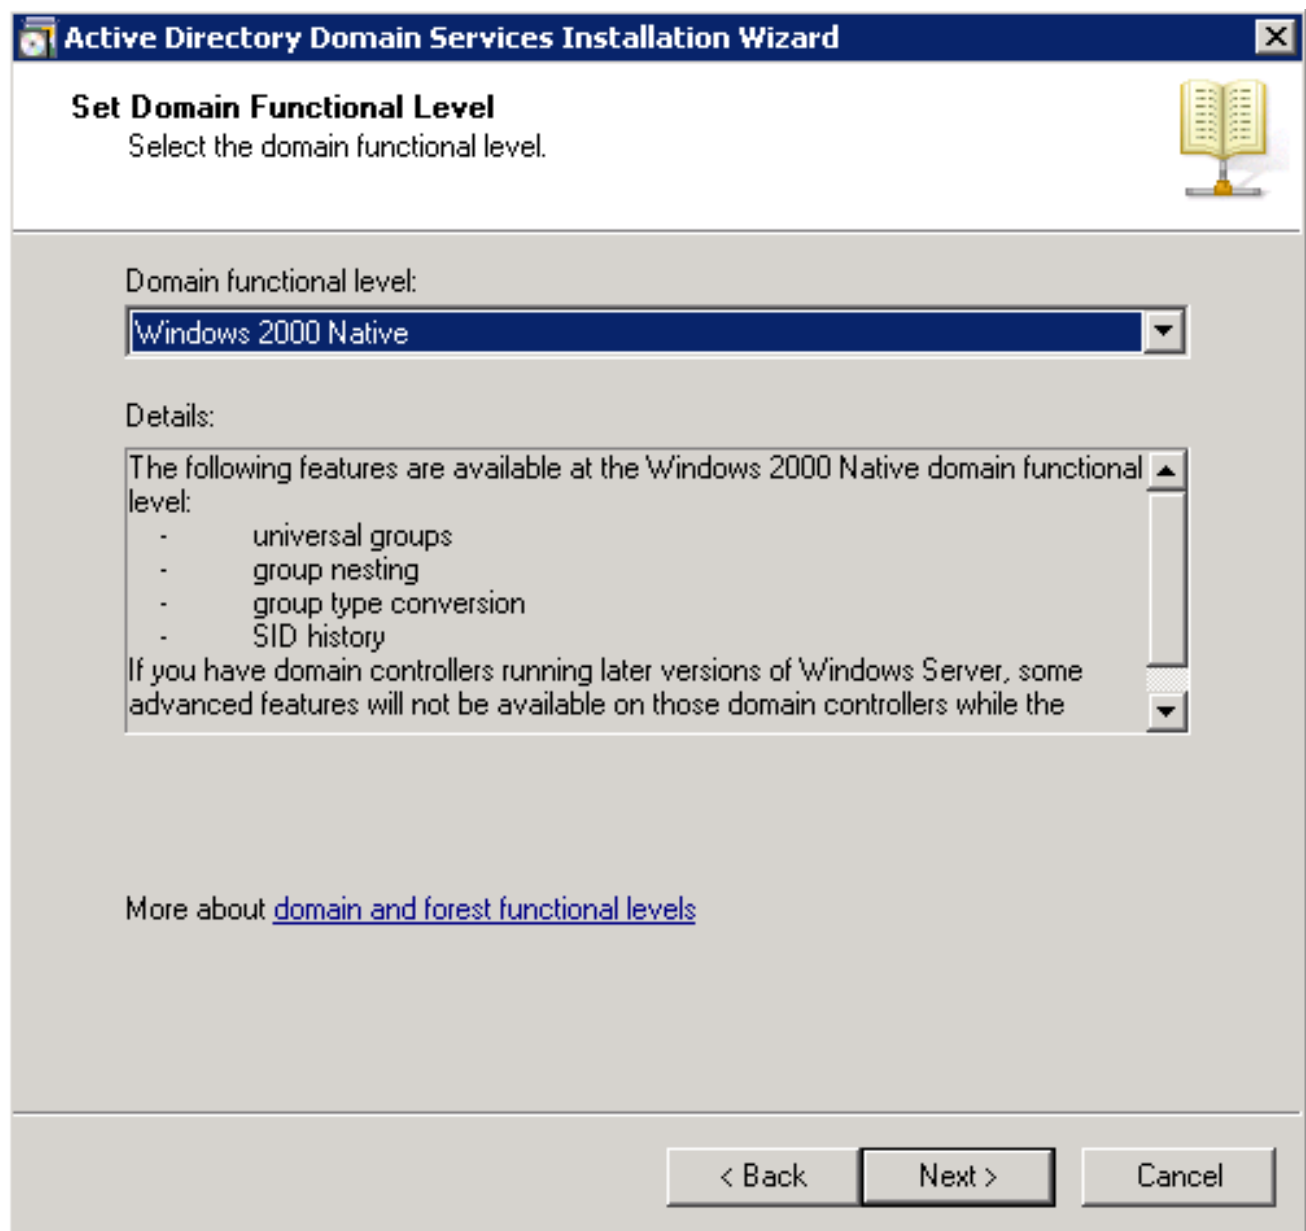 Active Directory Domain Services Installation Wizard
Set Domain Functional Level
Select the domain functional level.
Domain functional level:
Windows 2000 Native
Details:
The following features are available at the Windows 2000 Native domain functional
level:
- universal groups
- group nesting
- group type conversion
- SID history
If you have domain controllers running later versions of Windows Server, some
advanced features will not be available on those domain controllers while the
More about domain and forest functional levels
< Back Next > Cancel